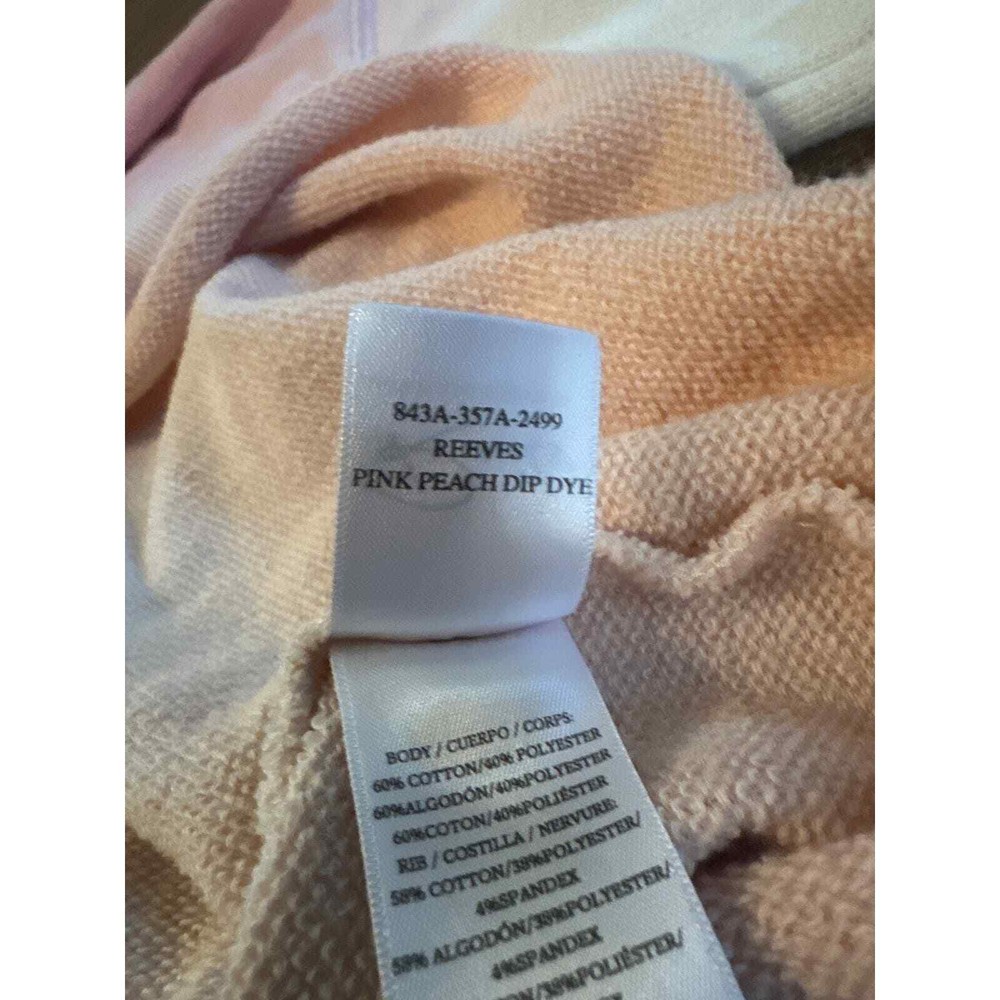 843A-357A-2499
REEVES
PINK PEACH DIP DYE
BODY / CUERPO / CORPS:
60% COTTON/40% POLYESTER
60%ALGODÓN/40%POLYESTER
60%COTON/40%POLIÉSTER
RIB / COSTILLA / NERVURE:
58% COTTON/38%POLYESTER/
4%SPANDEX
58% ALGODÓN/38%POLYESTER/
4%SPANDEX
/38%POLIÉSTER/